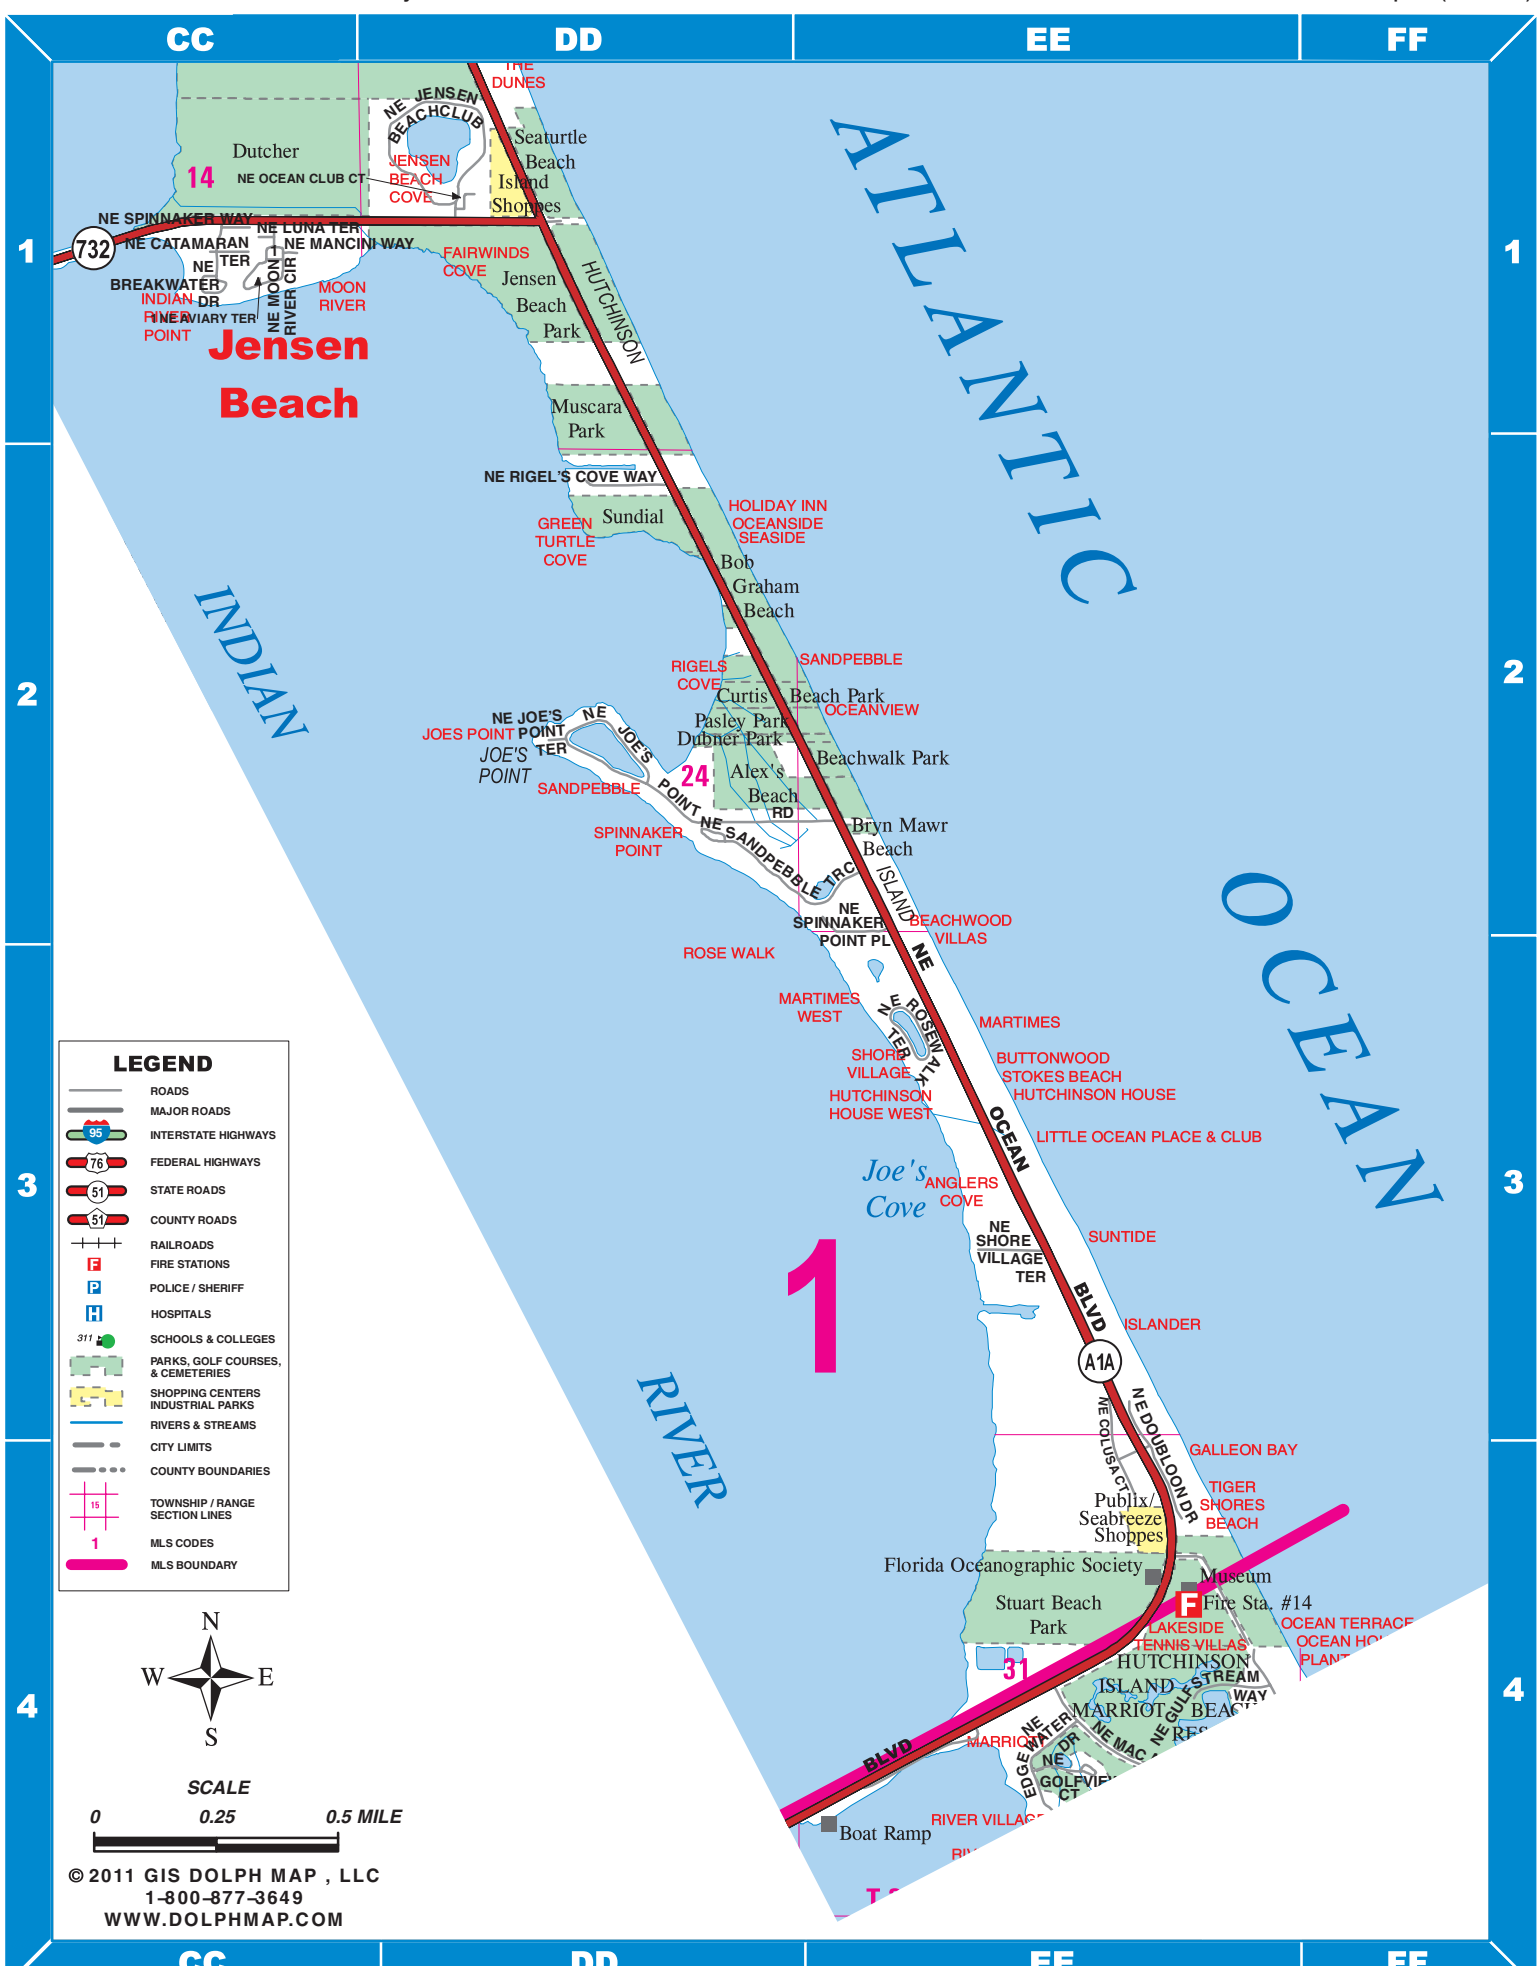 CC
DD
EE
FF
THE
DUNES
NE JENSEN
BEACHCLUB
Seaturtle
Beach
Dutcher
14
JENSEN
BEACH
COVE
NE OCEAN CLUB CT
Island
Shoppes
NE SPINNAKER WAY
NE LUNA TER
732
NE CATAMARAN
TER
NE MANCINI WAY
1
1
NE
BREAKWATER
DR
NE MOON
RIVER CIR
MOON
RIVER
INDIAN
RIVER
POINT
NE AVIARY TER
FAIRWINDS
COVE
Jensen
Beach
Park
HUTCHINSON
Jensen
Beach
ATLANTIC
Muscara
Park
NE RIGEL'S COVE WAY
Sundial
GREEN
TURTLE
COVE
HOLIDAY INN
OCEANSIDE
SEASIDE
Bob
Graham
Beach
INDIAN
2
2
RIGELS
COVE
SANDPEBBLE
Curtis Beach Park
OCEANVIEW
Pasley Park
Dubner Park
NE JOE'S
POINT
TER
JOES POINT
JOE'S
POINT
NE JOE'S POINT RD
SANDPEBBLE
24
Alex's
Beach
Beachwalk Park
SPINNAKER
POINT
NE SANDPEBBLE TRC
Bryn Mawr
Beach
ISLAND
NE
SPINNAKER
POINT PL
BEACHWOOD
VILLAS
OCEAN
ROSE WALK
NE
MARTIMES
WEST
NE ROSEWALK
TER
MARTIMES
SHORE
VILLAGE
BUTTONWOOD
STOKES BEACH
HUTCHINSON HOUSE
HUTCHINSON
HOUSE WEST
OCEAN
LITTLE OCEAN PLACE & CLUB
Joe's
Cove
ANGLERS
COVE
3
3
NE
SHORE
VILLAGE
TER
SUNTIDE
1
BLVD
ISLANDER
A1A
RIVER
NE COLUSA CT
NE DOUBLOON DR
GALLEON BAY
TIGER
SHORES
BEACH
Publix/
Seabreeze
Shoppes
Florida Oceanographic Society
Museum
Stuart Beach
Park
F
Fire Sta. #14
LAKESIDE
TENNIS VILLAS
OCEAN TERRACE
31
HUTCHINSON
ISLAND
MARRIOT
NE GULFSTREAM
WAY
4
4
NE
EDGEWATER
DR
NE
GOLFVIEW
CT
MARRIOTT
BLVD
RIVER VILLAGE
Boat Ramp
LEGEND
ROADS
MAJOR ROADS
95
INTERSTATE HIGHWAYS
76
FEDERAL HIGHWAYS
51
STATE ROADS
51
COUNTY ROADS
RAILROADS
F
FIRE STATIONS
P
POLICE / SHERIFF
H
HOSPITALS
311
SCHOOLS & COLLEGES
PARKS, GOLF COURSES,
& CEMETERIES
SHOPPING CENTERS
INDUSTRIAL PARKS
RIVERS & STREAMS
CITY LIMITS
COUNTY BOUNDARIES
15
TOWNSHIP / RANGE
SECTION LINES
1
MLS CODES
MLS BOUNDARY
N
W
E
S
SCALE
0 0.25 0.5 MILE
© 2011 GIS DOLPH MAP , LLC
1-800-877-3649
WWW.DOLPHMAP.COM
CC
DD
EE
FF